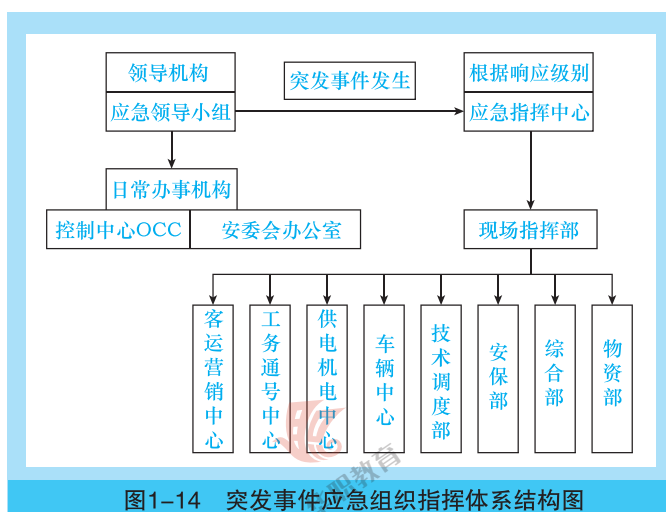 领导机构
应急领导小组
突发事件发生
根据响应级别
应急指挥中心
日常办事机构
控制中心OCC
安委会办公室
现场指挥部
客运营销中心
工务通号中心
供电机电中心
车辆中心
技术调度部
安保部
综合部
物资部
职教育
图1-14 突发事件应急组织指挥体系结构图